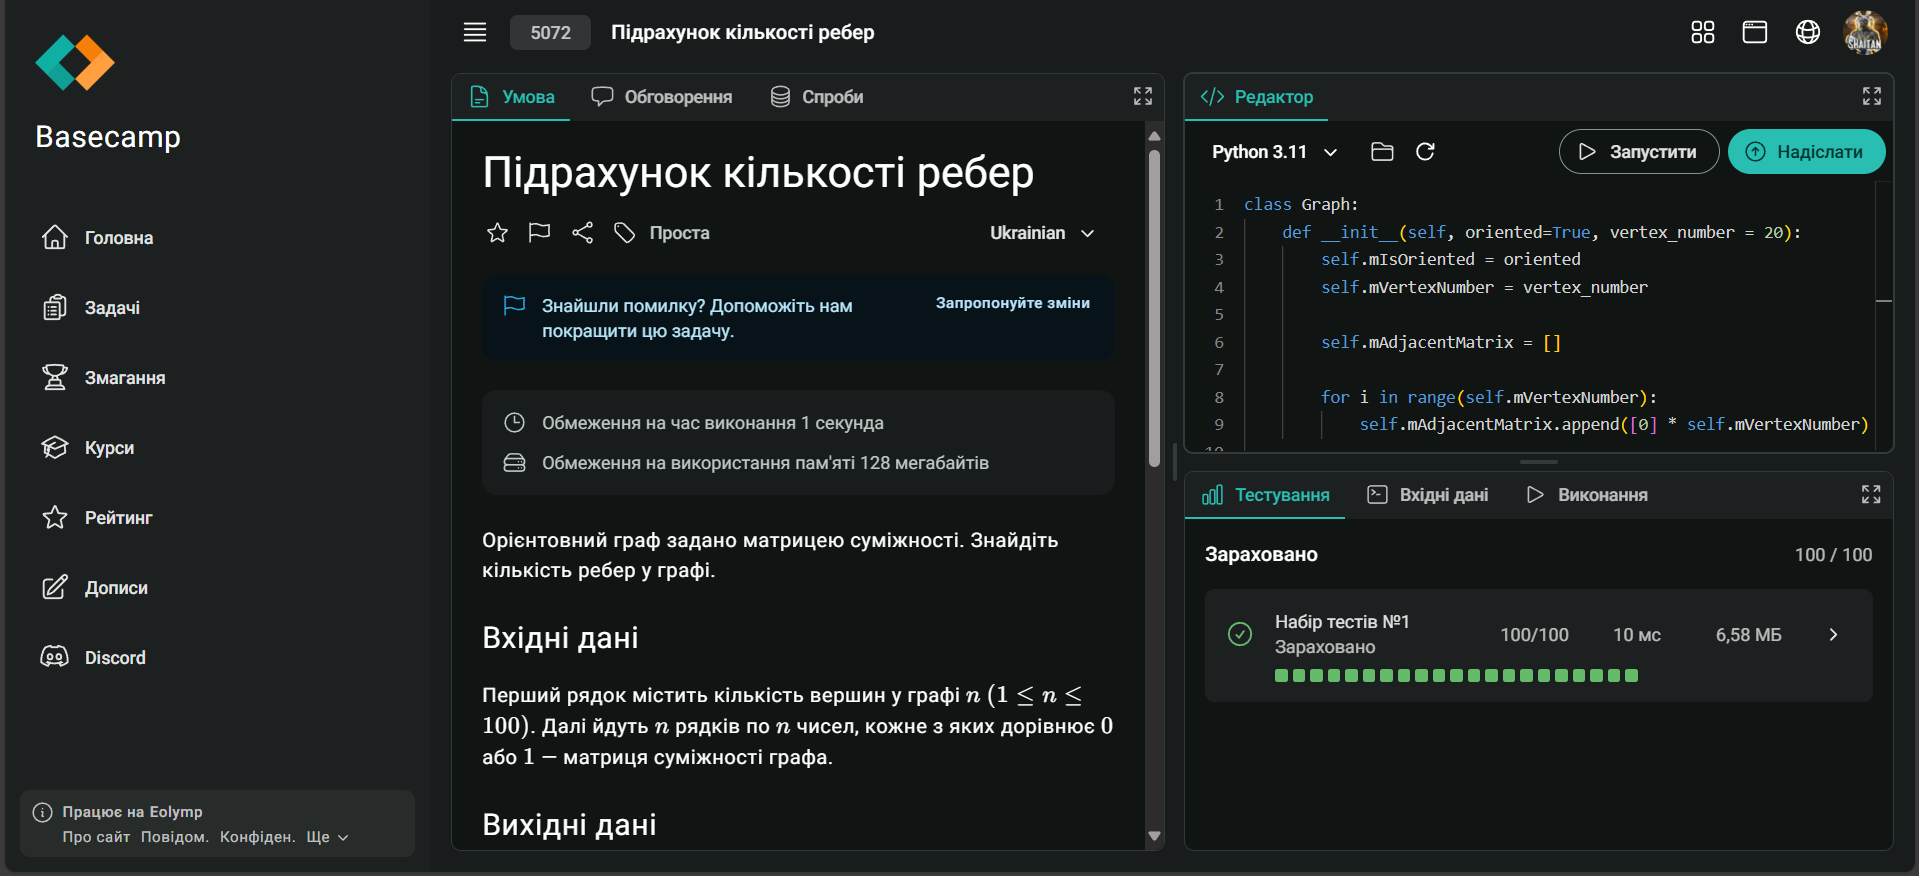 Basecamp
Головна
Задачі
Змагання
Курси
Рейтинг
Дописи
Discord
Працює на Eolymp
Про сайт Повідом. Конфіден. Ще
5072 Підрахунок кількості ребер
SHAITAN
Умова Обговорення Спроби
Підрахунок кількості ребер
Проста Ukrainian
Знайшли помилку? Допоможіть нам
покращити цю задачу.
Запропонуйте зміни
Обмеження на час виконання 1 секунда
Обмеження на використання пам'яті 128 мегабайтів
Орієнтовний граф задано матрицею суміжності. Знайдіть
кількість ребер у графі.
Вхідні дані
Перший рядок містить кількість вершин у графі n (1 ≤ n ≤
100). Далі йдуть n рядків по n чисел, кожне з яких дорівнює 0
або 1 — матриця суміжності графа.
Вихідні дані
Редактор
Python 3.11 Запустити Надіслати
1 class Graph:
2 def __init__(self, oriented=True, vertex_number = 20):
3 self.mIsOriented = oriented
4 self.mVertexNumber = vertex_number
5
6 self.mAdjacentMatrix = []
7
8 for i in range(self.mVertexNumber):
9 self.mAdjacentMatrix.append([0] * self.mVertexNumber)
10
Тестування Вхідні дані Виконання
Зараховано 100 / 100
Набір тестів №1
Зараховано
100/100 10 мс 6,58 МБ